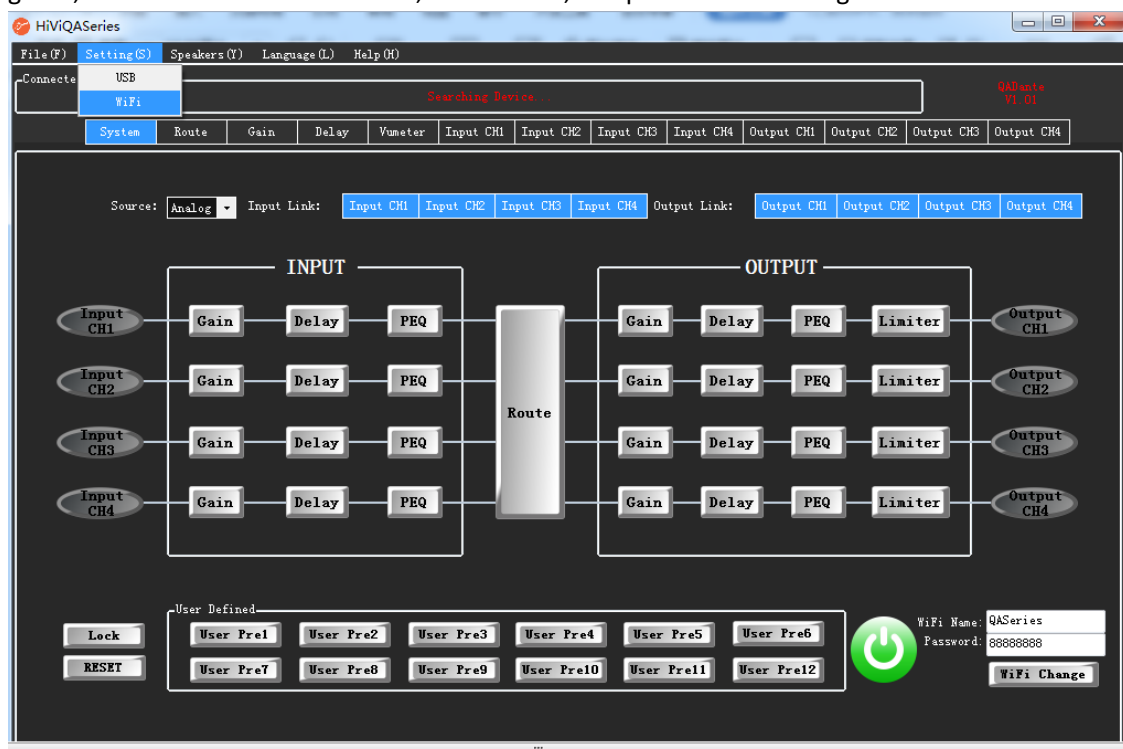 HiViQASeries
File(F) Setting(S) Speakers(Y) Language(L) Help(H)
USB
WiFi
Connecte
Searching Device...
QADante
V1.01
System Route Gain Delay Vumeter Input CH1 Input CH2 Input CH3 Input CH4 Output CH1 Output CH2 Output CH3 Output CH4
Source: Analog Input Link: Input CH1 Input CH2 Input CH3 Input CH4 Output Link: Output CH1 Output CH2 Output CH3 Output CH4
INPUT OUTPUT
Input CH1 Gain Delay PEQ Gain Delay PEQ Limiter Output CH1
Input CH2 Gain Delay PEQ Gain Delay PEQ Limiter Output CH2
Route
Input CH3 Gain Delay PEQ Gain Delay PEQ Limiter Output CH3
Input CH4 Gain Delay PEQ Gain Delay PEQ Limiter Output CH4
User Defined
Lock User Pre1 User Pre2 User Pre3 User Pre4 User Pre5 User Pre6
RESET User Pre7 User Pre8 User Pre9 User Pre10 User Pre11 User Pre12
WiFi Name: QASeries
Password: 88888888
WiFi Change